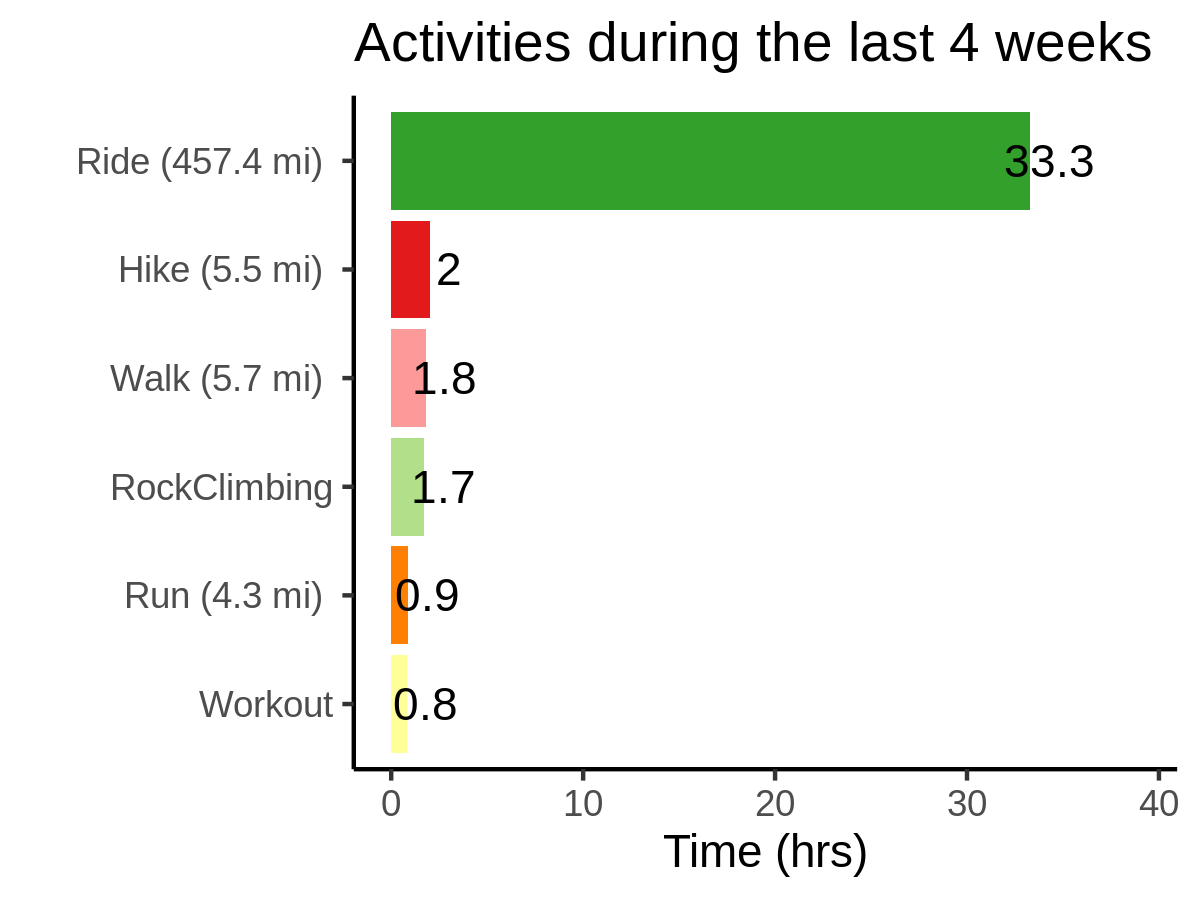 Activities during the last 4 weeks
Ride (457.4 mi) 33.3
Hike (5.5 mi) 2
Walk (5.7 mi) 1.8
RockClimbing 1.7
Run (4.3 mi) 0.9
Workout 0.8
0 10 20 30 40
Time (hrs)